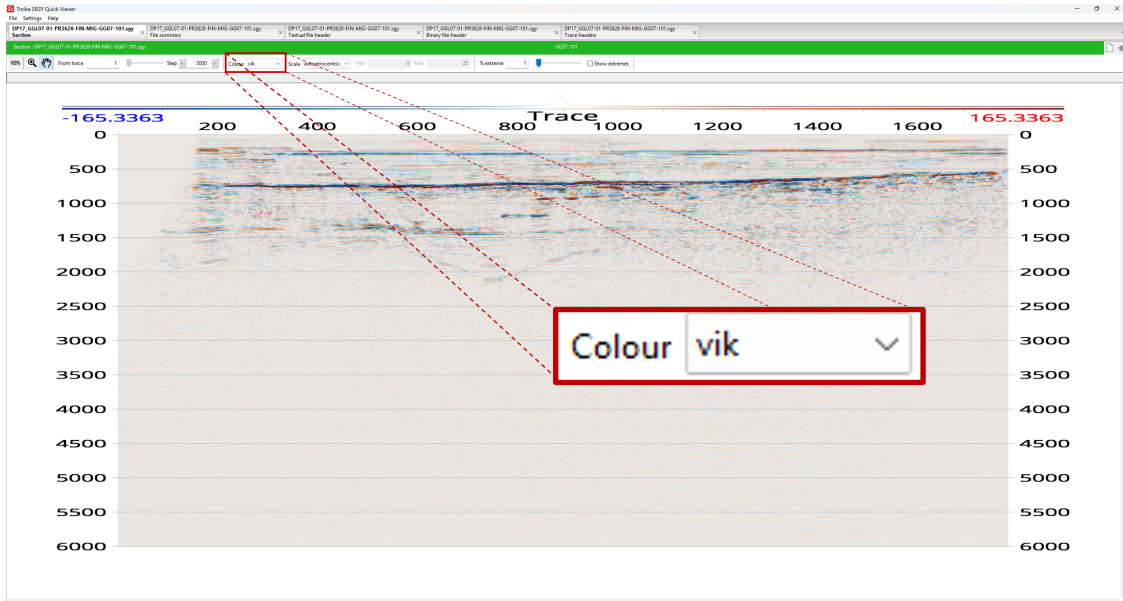 Troika SEGY Quick Viewer
File Settings Help
DP17_GGL07-01-PR3628-FIN-MIG-GG07-101.sgy DP17_GGL07-01-PR3628-FIN-MIG-GG07-101.sgy DP17_GGL07-01-PR3628-FIN-MIG-GG07-101.sgy DP17_GGL07-01-PR3628-FIN-MIG-GG07-101.sgy DP17_GGL07-01-PR3628-FIN-MIG-GG07-101.sgy
Section File summary Textual file header Binary file header Trace headers
Section : DP17_GGL07-01-PR3628-FIN-MIG-GG07-101.sgy GG07-101
100% From trace 1 Step < 5000 > Colour vik Scale Min 0 Max 25 % extreme 1 Show extremes
Trace
-165.3363 165.3363
200 400 600 800 1000 1200 1400 1600
0 0
500 500
1000 1000
1500 1500
2000 2000
2500 2500
3000 3000
Colour vik
3500 3500
4000 4000
4500 4500
5000 5000
5500 5500
6000 6000